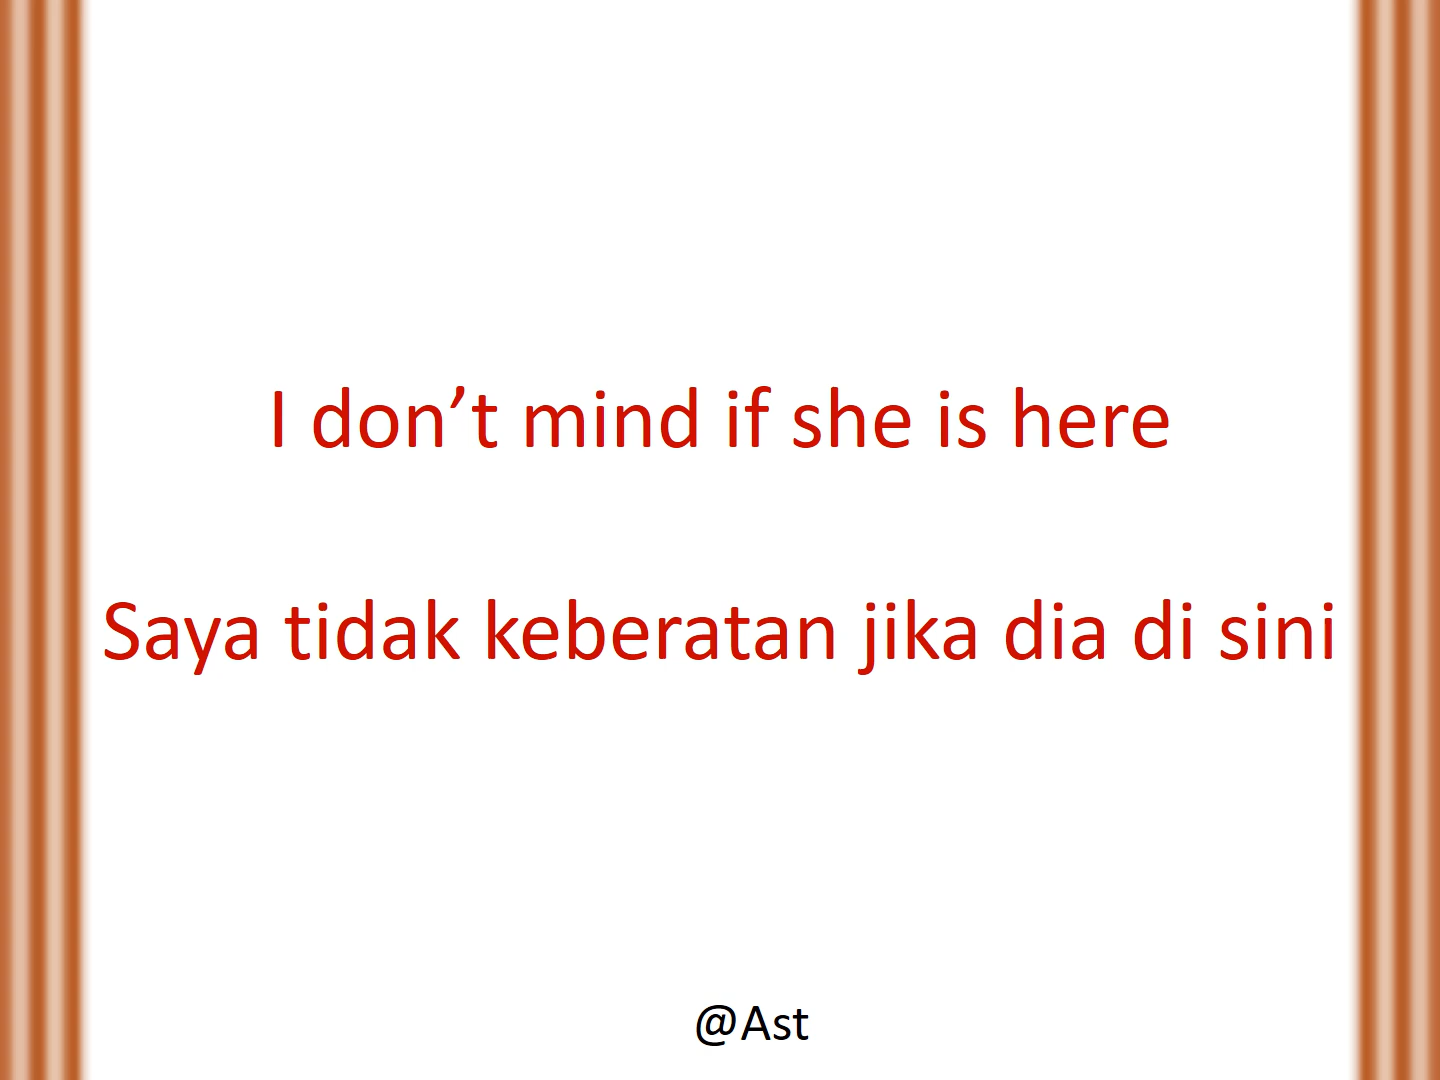 I don’t mind if she is here
Saya tidak keberatan jika dia di sini
@Ast